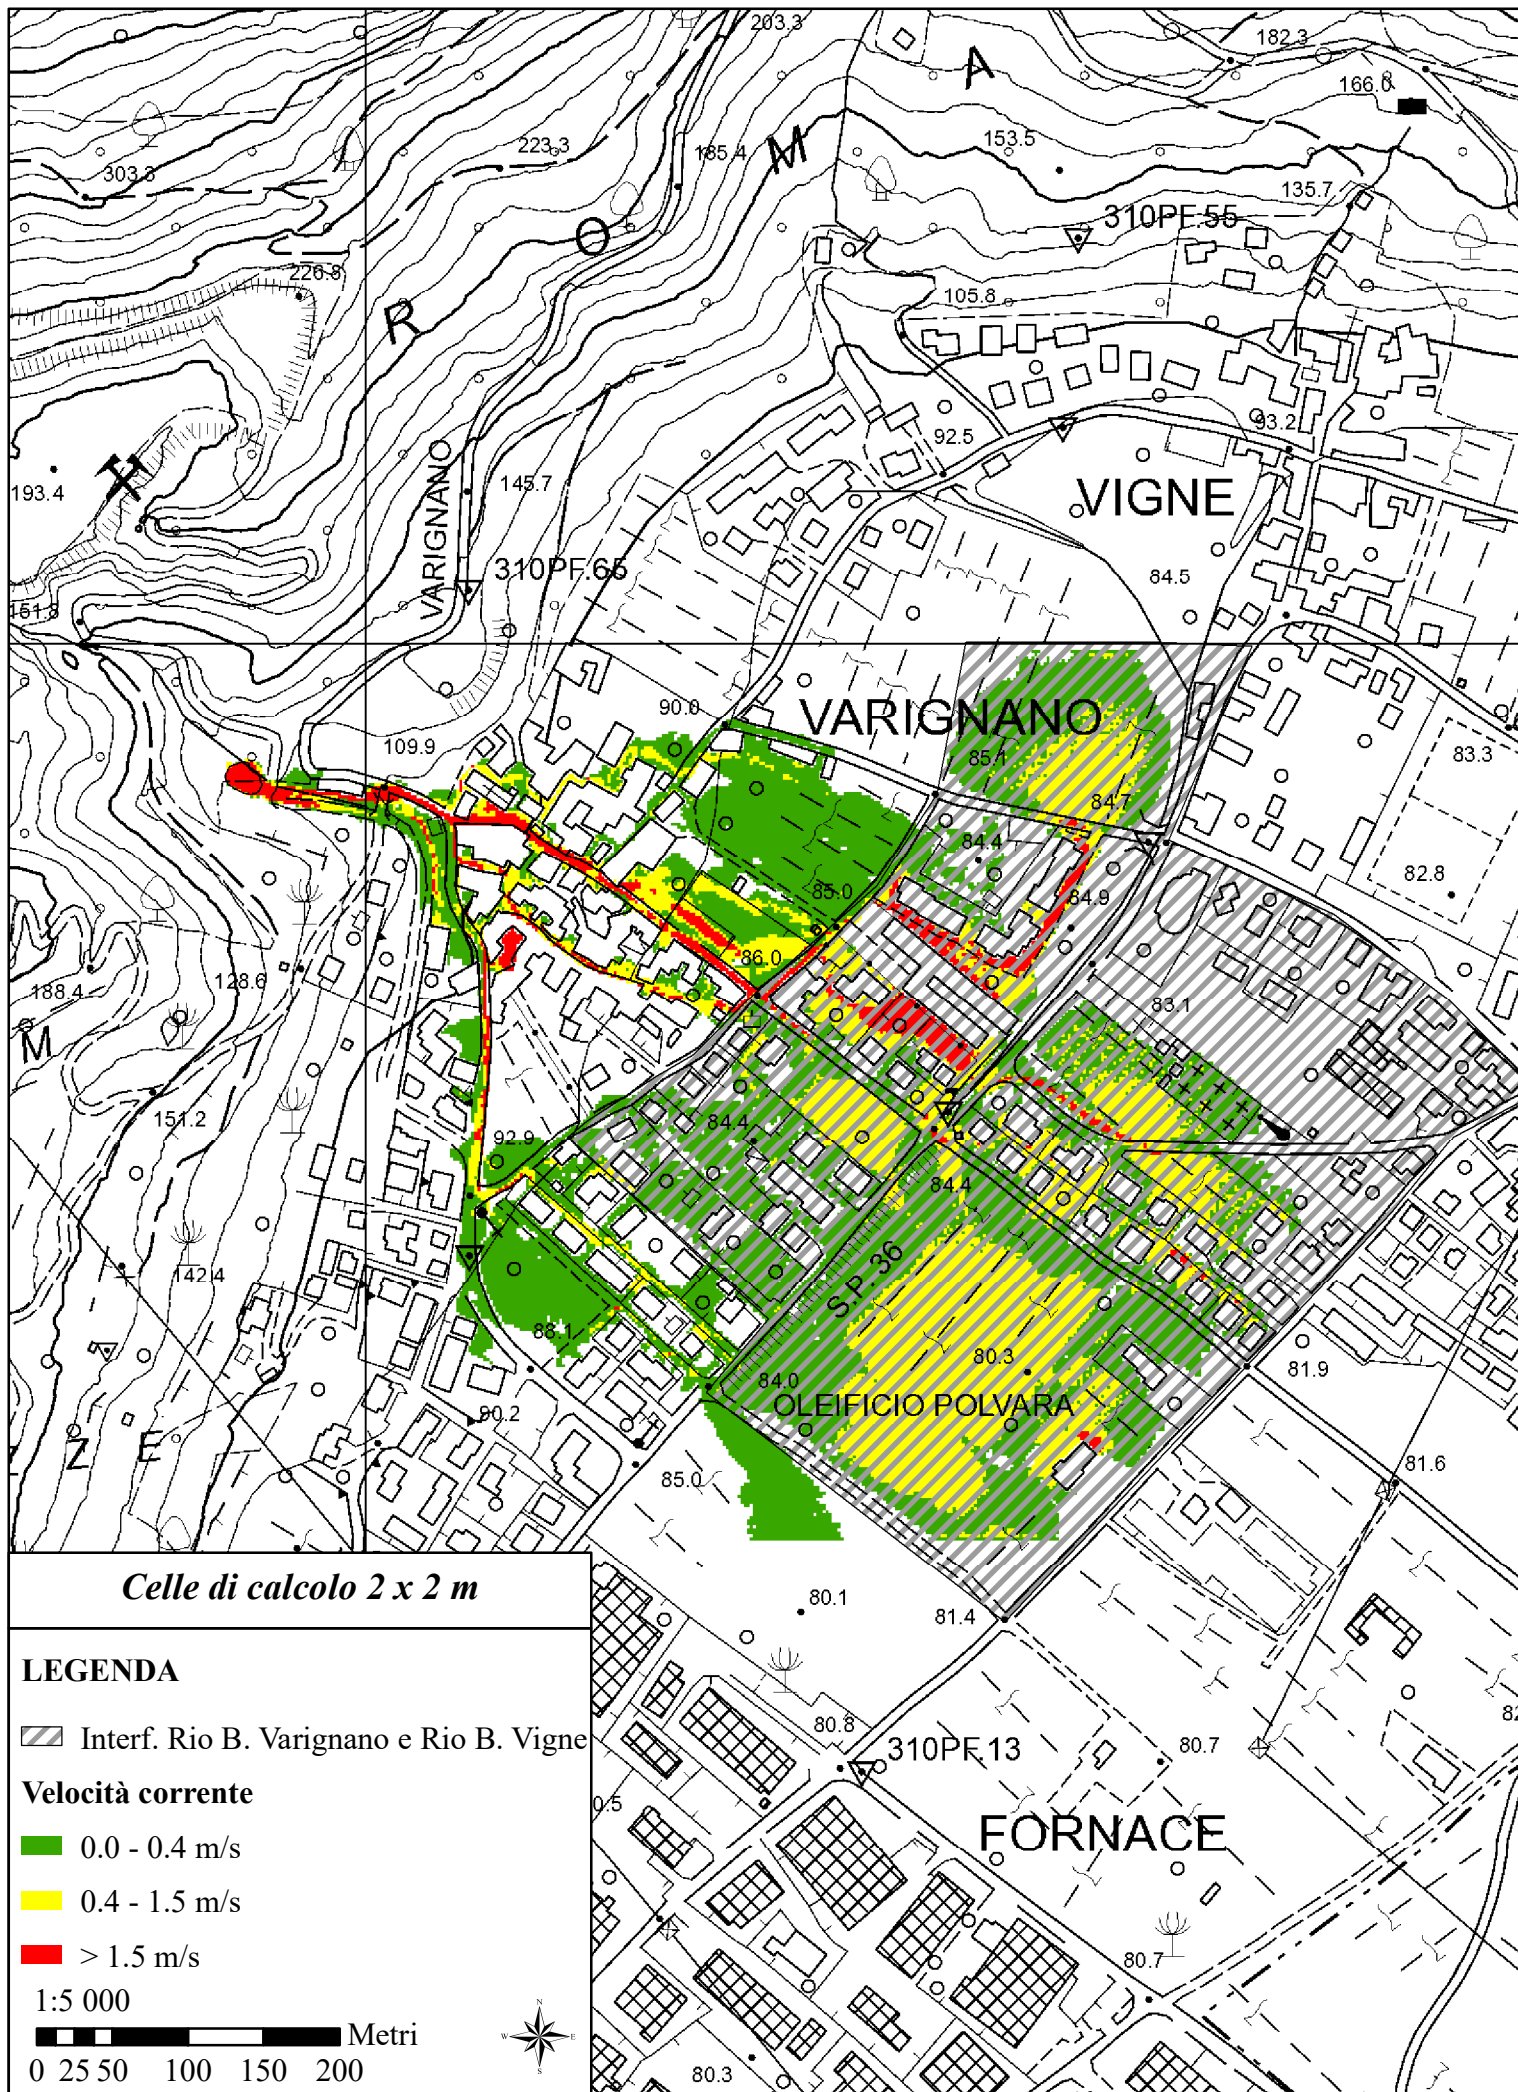 203.3
A
182.3
166.0
M
153.5
223.3
185.4
303.3
135.7
310PF.55
O
226.8
105.8
R
93.2
92.5
VARIGNANO
145.7
193.4
VIGNE
310PF.65
84.5
151.8
90.0
VARIGNANO
109.9
85.1
83.3
84.7
84.4
82.8
85.0
84.9
86.0
128.6
188.4
83.1
M
151.2
84.4
92.9
84.4
S.P. 36
142.4
88.1
80.3
81.9
84.0
OLEIFICIO POLVARA
90.2
Z E
85.0
81.6
Celle di calcolo 2 x 2 m
80.1
81.4
LEGENDA
Interf. Rio B. Varignano e Rio B. Vigne
80.8
310PF.13
80.7
Velocità corrente
0.5
FORNACE
0.0 - 0.4 m/s
0.4 - 1.5 m/s
> 1.5 m/s
80.7
1:5 000
Metri
N
W E
S
0 25 50 100 150 200
80.3